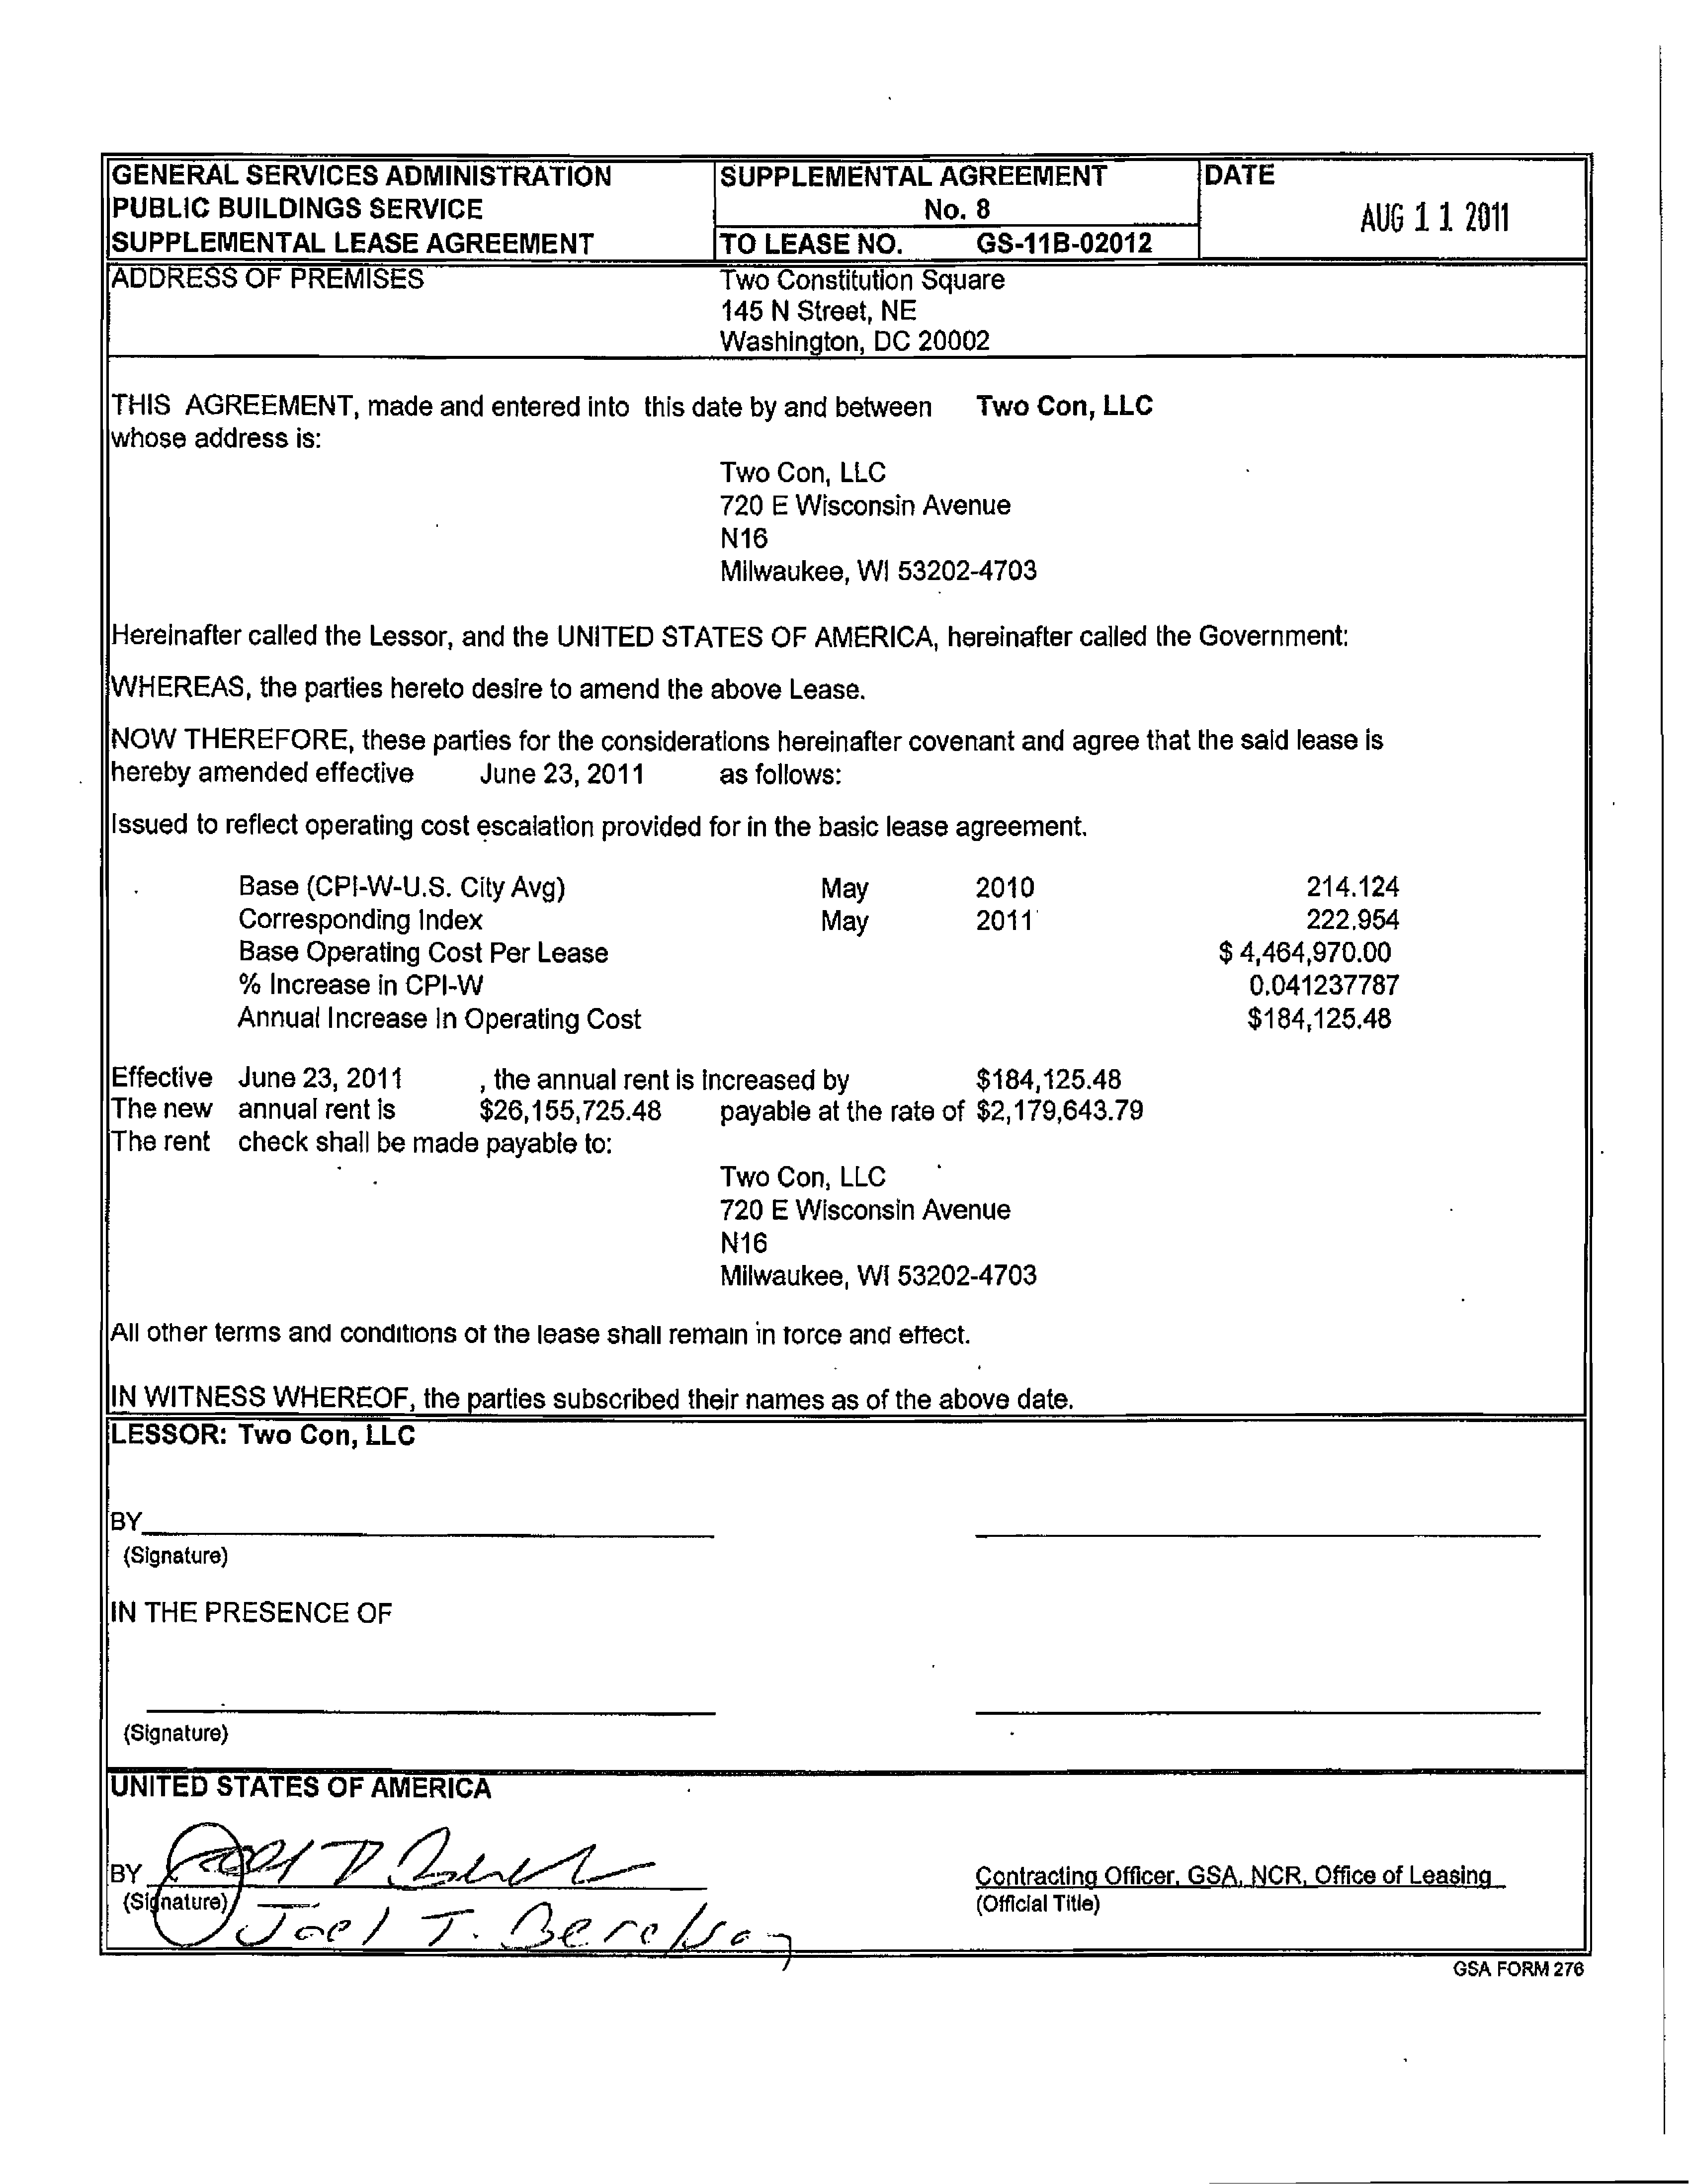 GENERAL SERVICES ADMINISTRATION
PUBLIC BUILDINGS SERVICE
SUPPLEMENTAL LEASE AGREEMENT
SUPPLEMENTAL AGREEMENT
No. 8
TO LEASE NO. GS-11B-02012
DATE
AUG 11 2011
ADDRESS OF PREMISES
Two Constitution Square
145 N Street, NE
Washington, DC 20002
THIS AGREEMENT, made and entered into this date by and between Two Con, LLC
whose address is:
Two Con, LLC
720 E Wisconsin Avenue
N16
Milwaukee, WI 53202-4703
Hereinafter called the Lessor, and the UNITED STATES OF AMERICA, hereinafter called the Government:
WHEREAS, the parties hereto desire to amend the above Lease.
NOW THEREFORE, these parties for the considerations hereinafter covenant and agree that the said lease is
hereby amended effective June 23, 2011 as follows:
Issued to reflect operating cost escalation provided for in the basic lease agreement.
Base (CPI-W-U.S. City Avg) May 2010 214.124
Corresponding Index May 2011 222.954
Base Operating Cost Per Lease $ 4,464,970.00
% Increase in CPI-W 0.041237787
Annual Increase In Operating Cost $184,125.48
Effective June 23, 2011 , the annual rent is increased by $184,125.48
The new annual rent is $26,155,725.48 payable at the rate of $2,179,643.79
The rent check shall be made payable to:
Two Con, LLC
720 E Wisconsin Avenue
N16
Milwaukee, WI 53202-4703
All other terms and conditions of the lease shall remain in force and effect.
IN WITNESS WHEREOF, the parties subscribed their names as of the above date.
LESSOR: Two Con, LLC
BY
(Signature)
IN THE PRESENCE OF
(Signature)
UNITED STATES OF AMERICA
BY
(Signature)
Joel T. Berelson
Contracting Officer, GSA, NCR, Office of Leasing
(Official Title)
GSA FORM 276